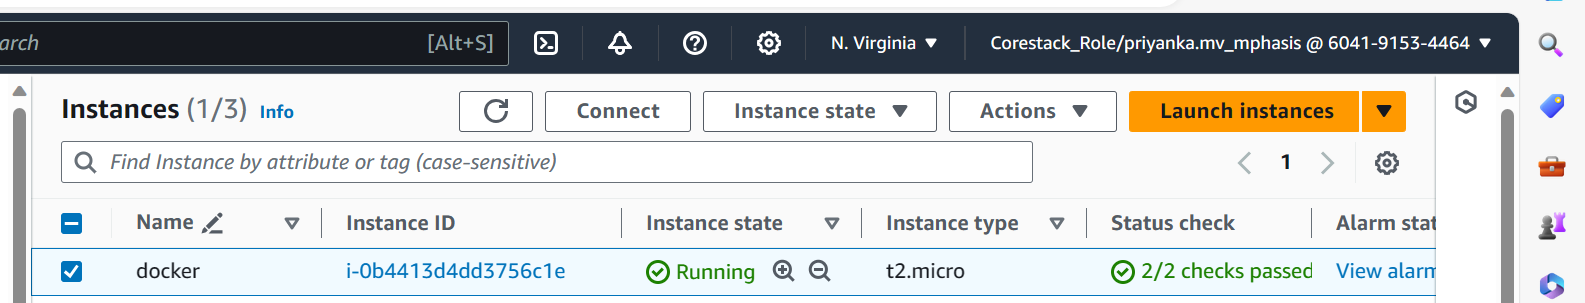 arch [Alt+S] N. Virginia Corestack_Role/priyanka.mv_mphasis @ 6041-9153-4464
Instances (1/3) Info Connect Instance state Actions Launch instances
Find Instance by attribute or tag (case-sensitive) 1
Name Instance ID Instance state Instance type Status check Alarm stat
docker i-0b4413d4dd3756c1e Running t2.micro 2/2 checks passed View alarm